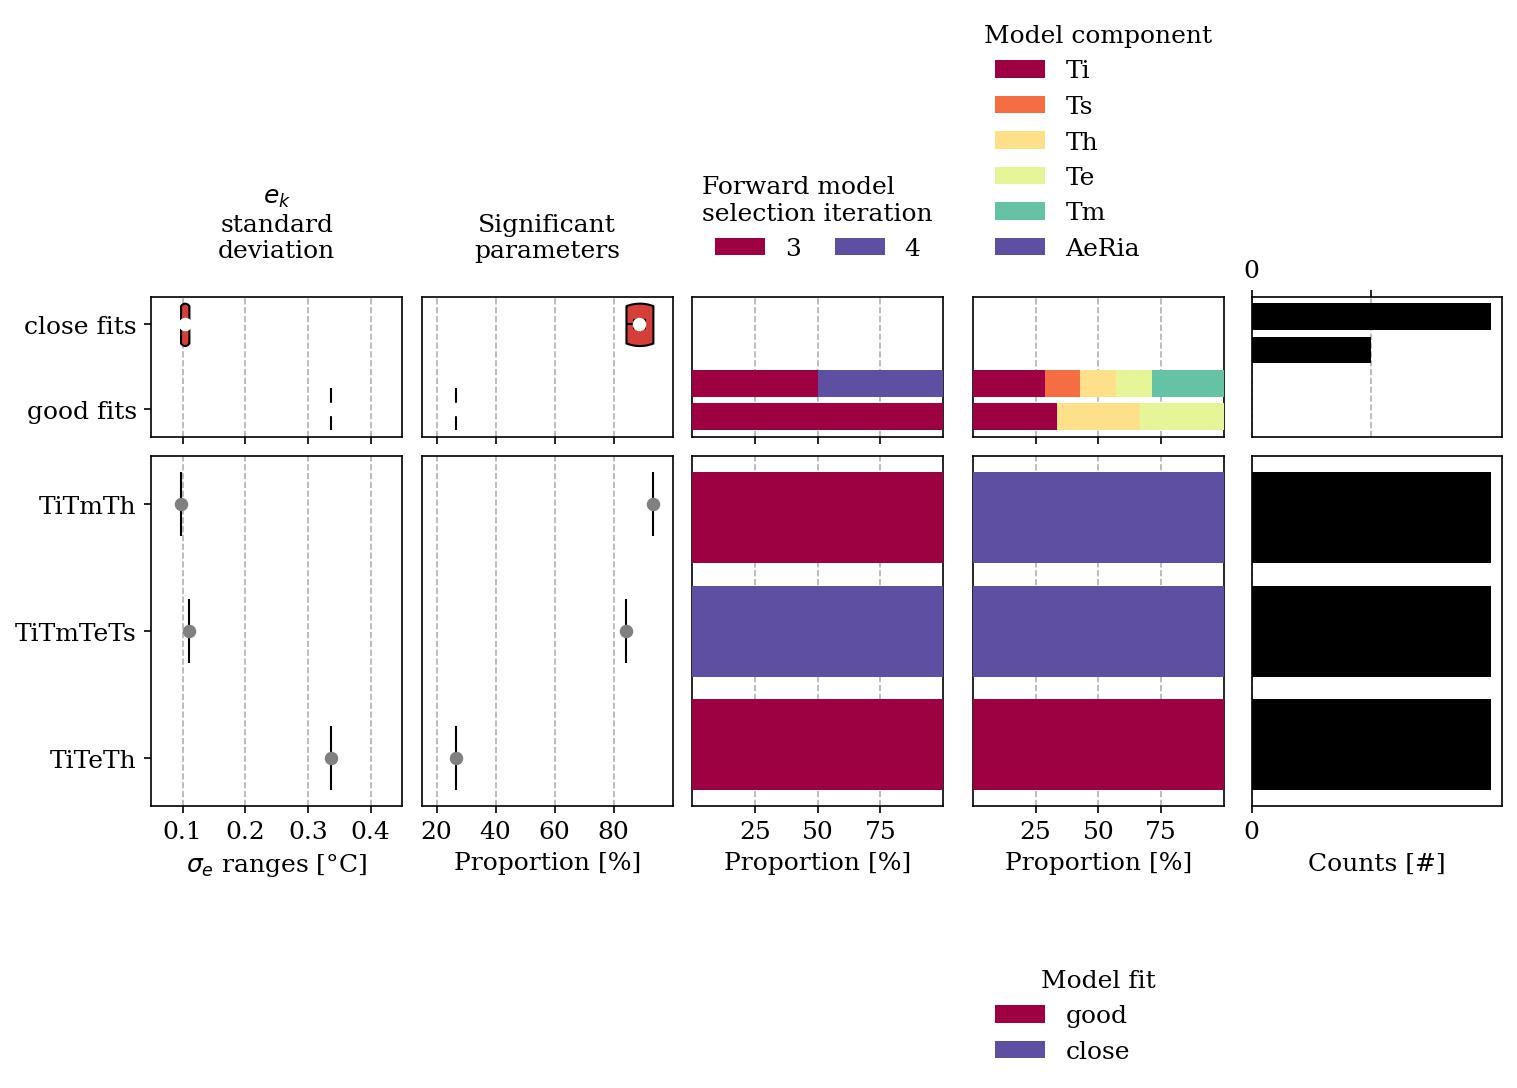 Model component
Ti
Ts
Th
Te
Tm
AeRia
e_k
standard
deviation
Significant
parameters
Forward model
selection iteration
3 4
0
close fits
good fits
TiTmTh
TiTmTeTs
TiTeTh
0.1 0.2 0.3 0.4 20 40 60 80 25 50 75 25 50 75 0
σ_e ranges [°C] Proportion [%] Proportion [%] Proportion [%] Counts [#]
Model fit
good
close